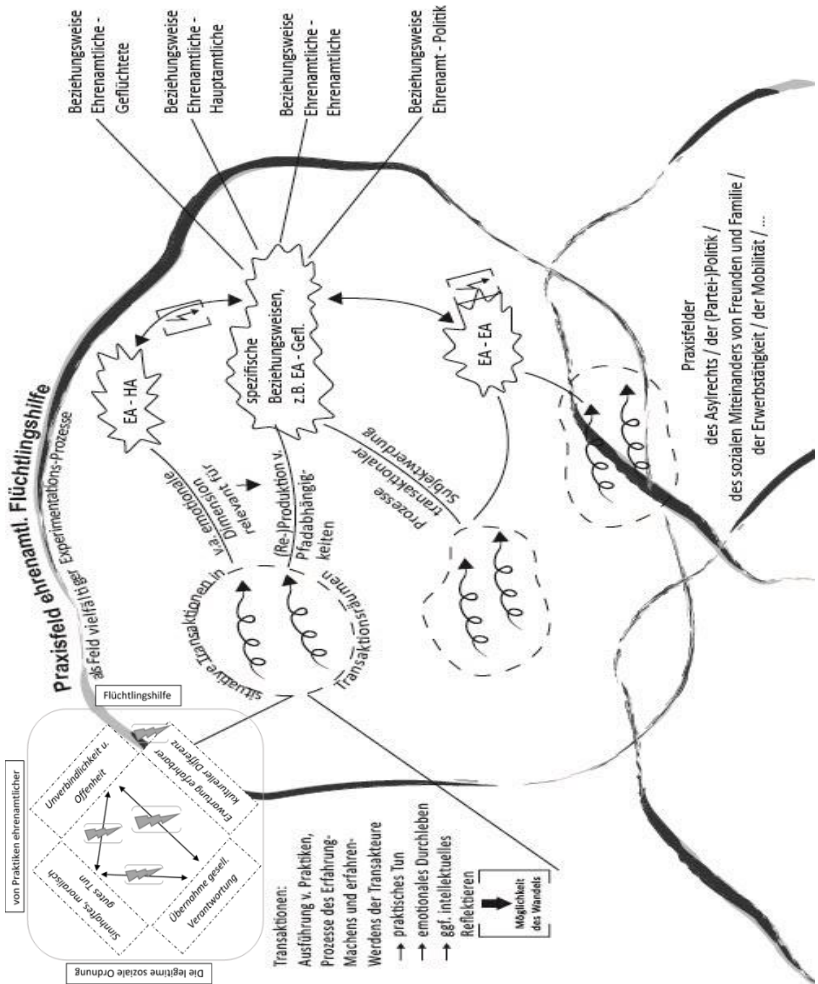 Beziehungsweise
Ehrenamtliche -
Geflüchtete
Beziehungsweise
Ehrenamtliche -
Hauptamtliche
Beziehungsweise
Ehrenamtliche -
Ehrenamtliche
Beziehungsweise
Ehrenamt - Politik
Praxisfeld ehrenamtl. Flüchtlingshilfe
als Feld vielfältiger Experimentations-Prozesse
EA - HA
spezifische
Beziehungsweisen,
z.B. EA - Gefl.
EA - EA
v.a. emotionale
Dimension
relevant für
(Re-)Produktion v.
Pfadabhängig-
keiten
Prozesse
transaktionaler
Subjektwerdung
situative Transaktionen in
Transaktionsräumen
Praxisfelder
des Asylrechts / der (Partei-)Politik /
des sozialen Miteinanders von Freunden und Familie /
der Erwerbstätigkeit / der Mobilität / ...
Die legitime soziale Ordnung
von Praktiken ehrenamtlicher
Flüchtlingshilfe
Unverbindlichkeit u.
Offenheit
Erwartung erfahrbarer
kultureller Differenz
Sinnhaftes, moralisch
gutes Tun
Übernahme gesell.
Verantwortung
Transaktionen:
Ausführung v. Praktiken,
Prozesse des Erfahrung-
Machens und erfahren-
Werdens der Transakteure
→ praktisches Tun
→ emotionales Durchleben
→ ggf. intellektuelles
Reflektieren
Möglichkeit
des Wandels